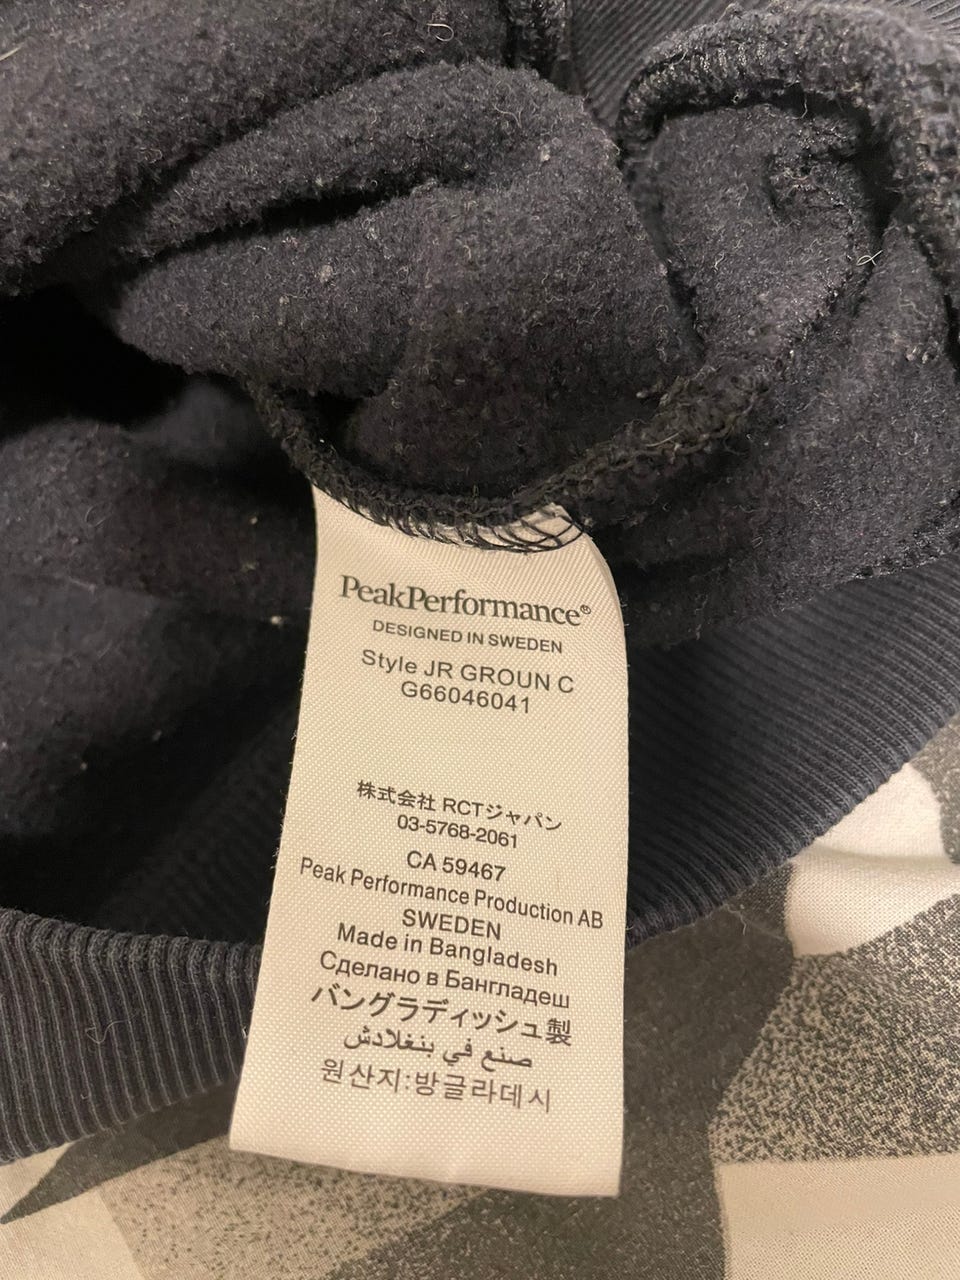 PeakPerformance®
DESIGNED IN SWEDEN
Style JR GROUN C
G66046041
株式会社 RCTジャパン
03-5768-2061
CA 59467
Peak Performance Production AB
SWEDEN
Made in Bangladesh
Сделано в Бангладеш
バングラディッシュ製
صنع في بنغلادش
원산지:방글라데시